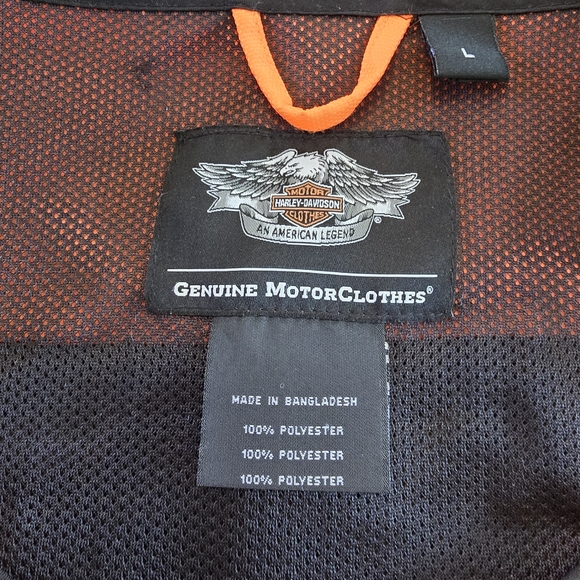 L
MOTOR
HARLEY-DAVIDSON
CLOTHES
®
AN AMERICAN LEGEND
GENUINE MOTORCLOTHES®
MADE IN BANGLADESH
100% POLYESTER
100% POLYESTER
100% POLYESTER